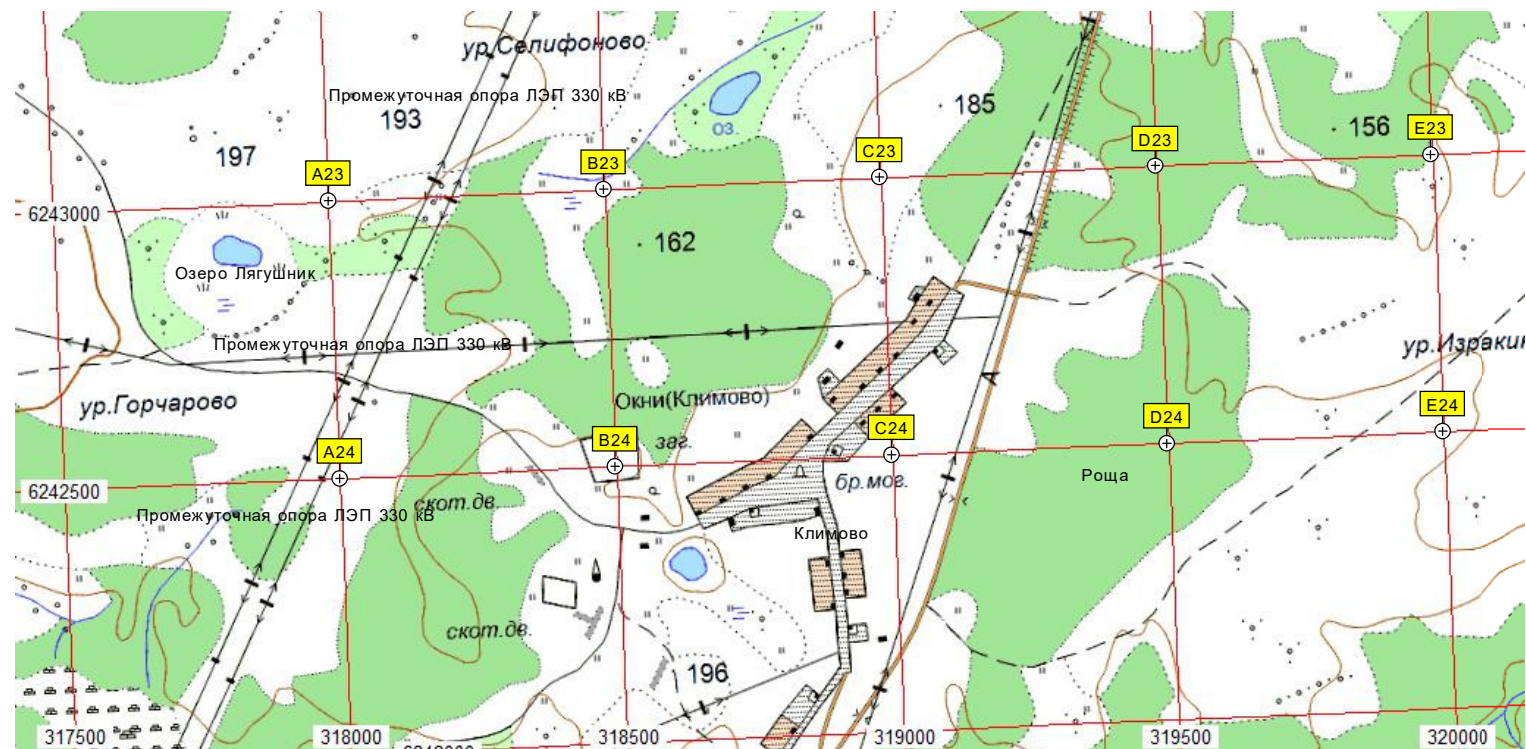 ур.Селифоново
Промежуточная опора ЛЭП 330 кВ
193
185
оз.
156
E23
D23
C23
197
B23
A23
6243000
162
Озеро Лягушник
Промежуточная опора ЛЭП 330 кВ
ур.Изракин
А
ур.Горчарово
Окни(Климово)
E24
D24
C24
B24
заг.
A24
Роща
бр.мог.
6242500
скот.дв.
Промежуточная опора ЛЭП 330 кВ
Климово
скот.дв.
196
317500
318000
318500
319000
319500
320000